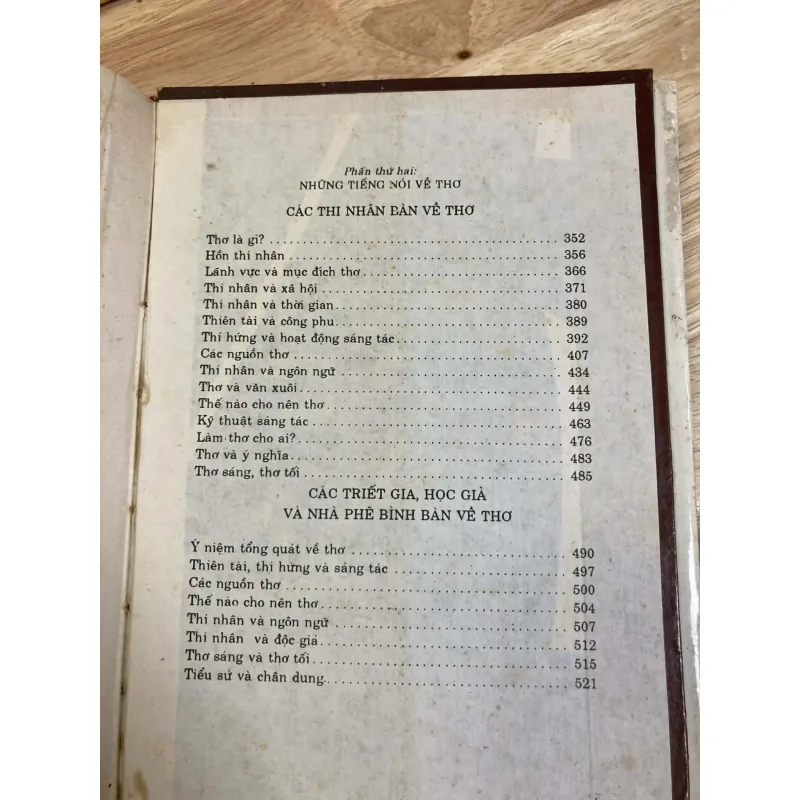 Phần thứ hai:
NHỮNG TIẾNG NÓI VỀ THƠ
CÁC THI NHÂN BÀN VỀ THƠ
Thơ là gì? ........................................ 352
Hồn thi nhân ........................................ 356
Lãnh vực và mục đích thơ ........................................ 366
Thi nhân và xã hội ........................................ 371
Thi nhân và thời gian ........................................ 380
Thiên tài và công phu ........................................ 389
Thi hứng và hoạt động sáng tác ........................................ 392
Các nguồn thơ ........................................ 407
Thi nhân và ngôn ngữ ........................................ 434
Thơ và văn xuôi ........................................ 444
Thế nào cho nên thơ ........................................ 449
Kỹ thuật sáng tác ........................................ 463
Làm thơ cho ai? ........................................ 476
Thơ và ý nghĩa ........................................ 483
Thơ sáng, thơ tối ........................................ 485
CÁC TRIẾT GIA, HỌC GIẢ
VÀ NHÀ PHÊ BÌNH BÀN VỀ THƠ
Ý niệm tổng quát về thơ ........................................ 490
Thiên tài, thi hứng và sáng tác ........................................ 497
Các nguồn thơ ........................................ 500
Thế nào cho nên thơ ........................................ 504
Thi nhân và ngôn ngữ ........................................ 507
Thi nhân và độc giả ........................................ 512
Thơ sáng và thơ tối ........................................ 515
Tiểu sử và chân dung ........................................ 521